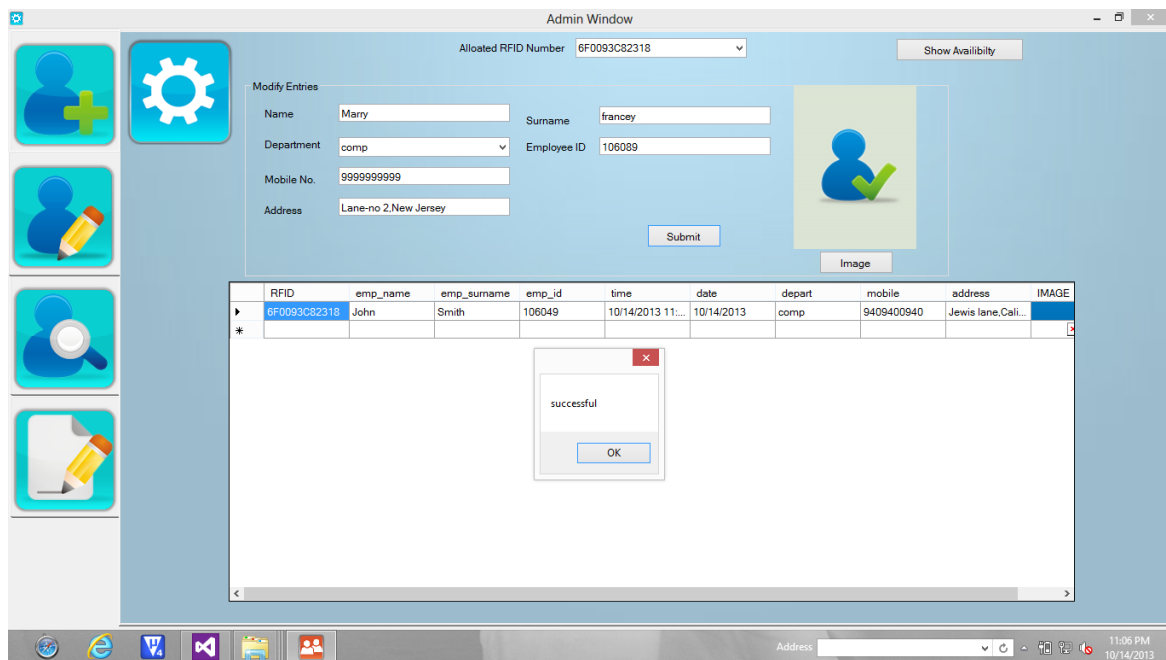 Admin Window
Alloated RFID Number 6F0093C82318
Show Availibilty
Modify Entries
Name Marry
Surname francey
Department comp
Employee ID 106089
Mobile No. 9999999999
Address Lane-no 2,New Jersey
Submit
Image
RFID emp_name emp_surname emp_id time date depart mobile address IMAGE
6F0093C82318 John Smith 106049 10/14/2013 11:... 10/14/2013 comp 9409400940 Jewis lane,Cali...
successful
OK
Address
11:06 PM
10/14/2013